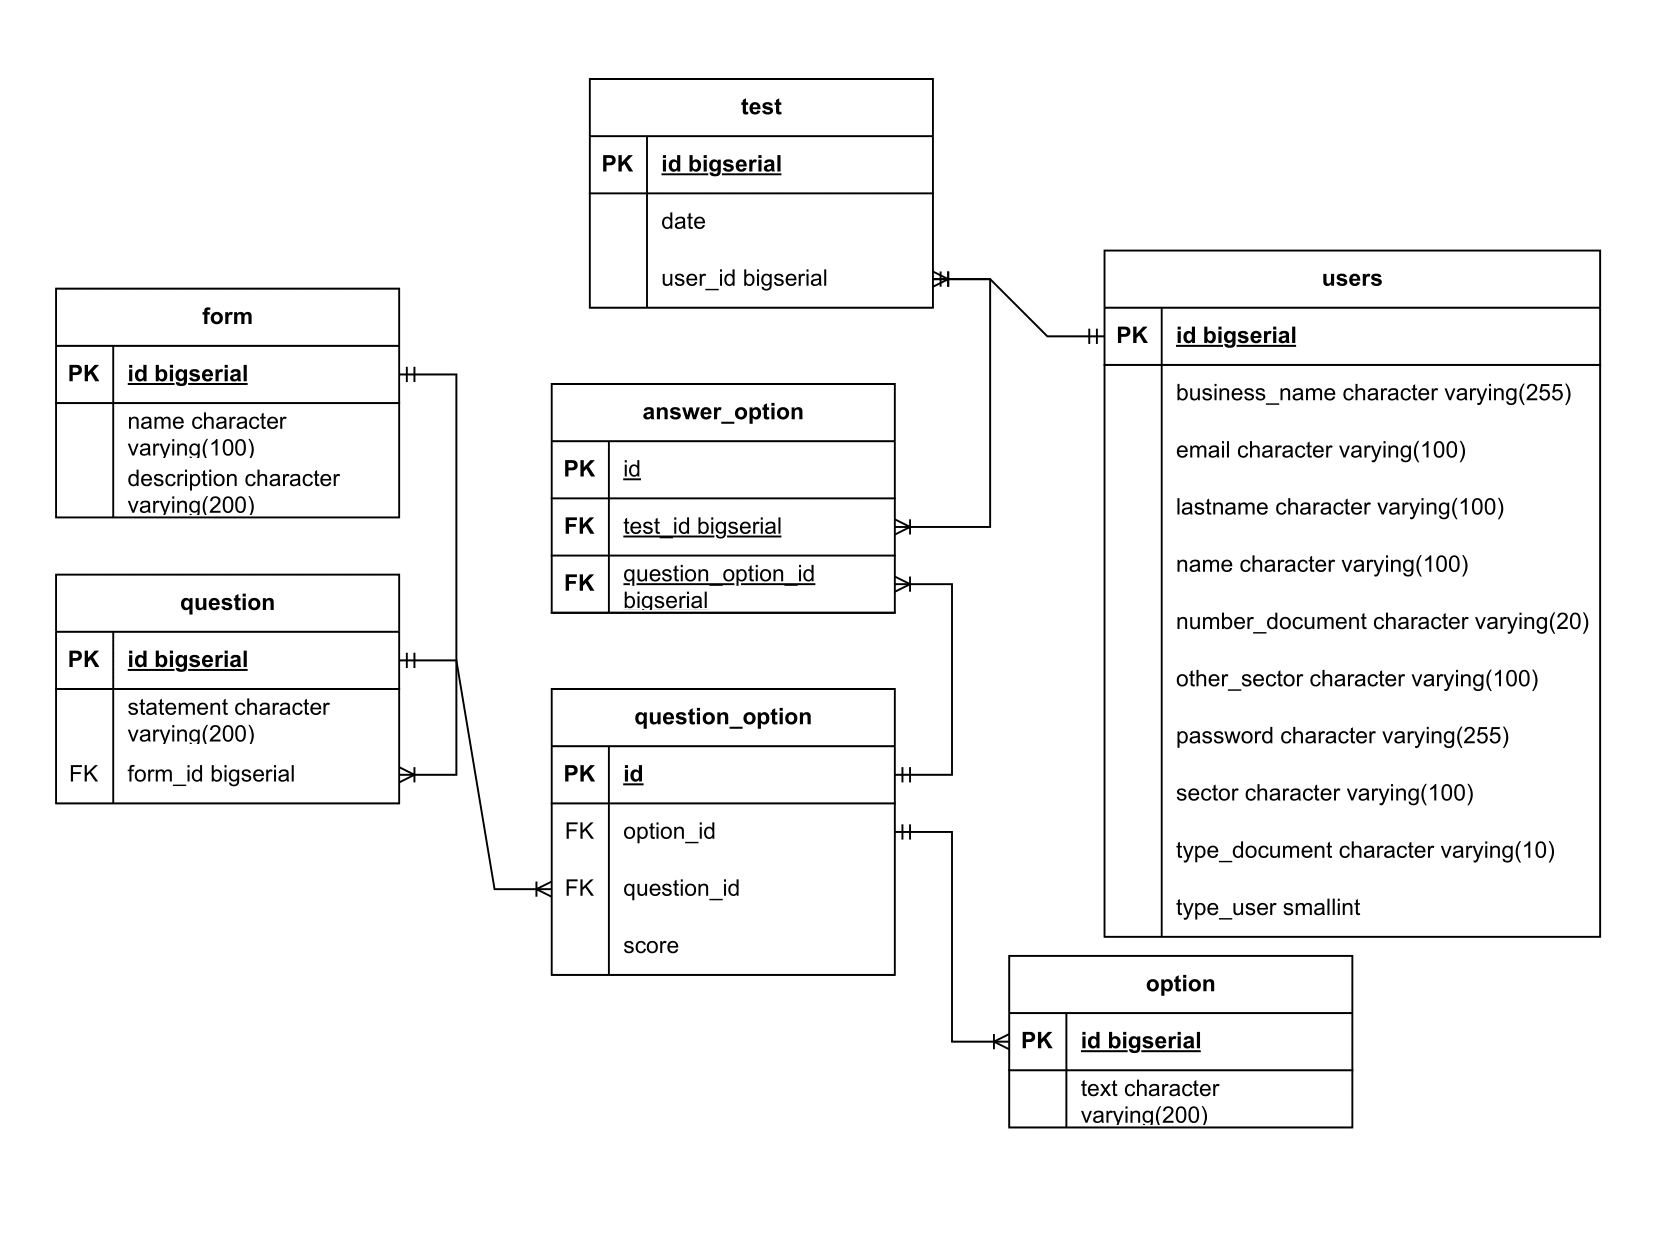 test
PK id bigserial
date
user_id bigserial
users
PK id bigserial
business_name character varying(255)
email character varying(100)
lastname character varying(100)
name character varying(100)
number_document character varying(20)
other_sector character varying(100)
password character varying(255)
sector character varying(100)
type_document character varying(10)
type_user smallint
form
PK id bigserial
name character
varying(100)
description character
varying(200)
answer_option
PK id
FK test_id bigserial
FK question_option_id
bigserial
question
PK id bigserial
statement character
varying(200)
FK form_id bigserial
question_option
PK id
FK option_id
FK question_id
score
option
PK id bigserial
text character
varying(200)